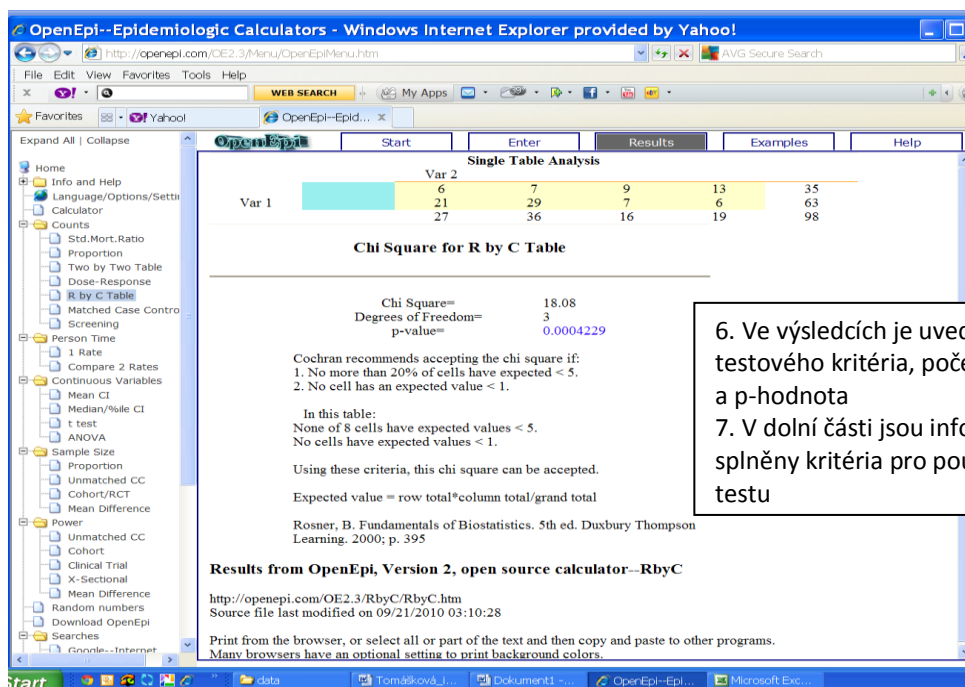 OpenEpi--Epidemiologic Calculators - Windows Internet Explorer provided by Yahoo!
http://openepi.com/OE2.3/Menu/OpenEpiMenu.htm
AVG Secure Search
File Edit View Favorites Tools Help
x Y! WEB SEARCH My Apps
Favorites Yahoo! OpenEpi--Epid... x
Expand All | Collapse
Home
Info and Help
Language/Options/Settin
Calculator
Counts
Std.Mort.Ratio
Proportion
Two by Two Table
Dose-Response
R by C Table
Matched Case Contro
Screening
Person Time
1 Rate
Compare 2 Rates
Continuous Variables
Mean CI
Median/%ile CI
t test
ANOVA
Sample Size
Proportion
Unmatched CC
Cohort/RCT
Mean Difference
Power
Unmatched CC
Cohort
Clinical Trial
X-Sectional
Mean Difference
Random numbers
Download OpenEpi
Searches
Google--Internet
OpenEpi Start Enter Results Examples Help
Single Table Analysis
Var 2
6 7 9 13 35
Var 1 21 29 7 6 63
27 36 16 19 98
Chi Square for R by C Table
Chi Square= 18.08
Degrees of Freedom= 3
p-value= 0.0004229
Cochran recommends accepting the chi square if:
1. No more than 20% of cells have expected < 5.
2. No cell has an expected value < 1.
In this table:
None of 8 cells have expected values < 5.
No cells have expected values < 1.
Using these criteria, this chi square can be accepted.
Expected value = row total*column total/grand total
Rosner, B. Fundamentals of Biostatistics. 5th ed. Duxbury Thompson
Learning. 2000; p. 395
Results from OpenEpi, Version 2, open source calculator--RbyC
http://openepi.com/OE2.3/RbyC/RbyC.htm
Source file last modified on 09/21/2010 03:10:28
Print from the browser, or select all or part of the text and then copy and paste to other programs.
Many browsers have an optional setting to print background colors.
6. Ve výsledcích je uved
testového kritéria, poče
a p-hodnota
7. V dolní části jsou info
splněny kritéria pro pou
testu
Start data Tomášková_i... Dokument1 -... OpenEpi--Epi... Microsoft Exc...